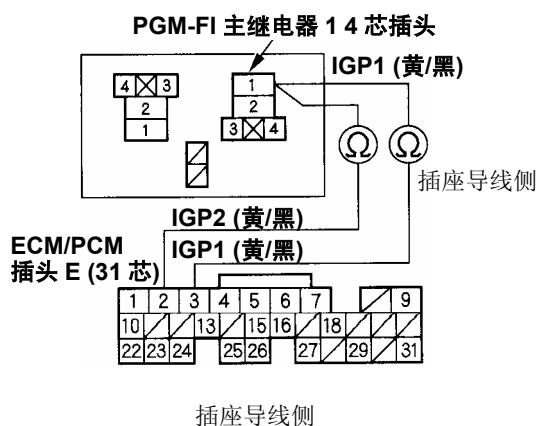 PGM-FI 主继电器 1 4 芯插头
IGP1 (黄/黑)
4 3
2
1
1
2
3 4
Ω Ω
插座导线侧
IGP2 (黄/黑)
IGP1 (黄/黑)
ECM/PCM
插头 E (31 芯)
1 2 3 4 5 6 7 9
10 13 15 16 18
22 23 24 25 26 27 29 31
插座导线侧